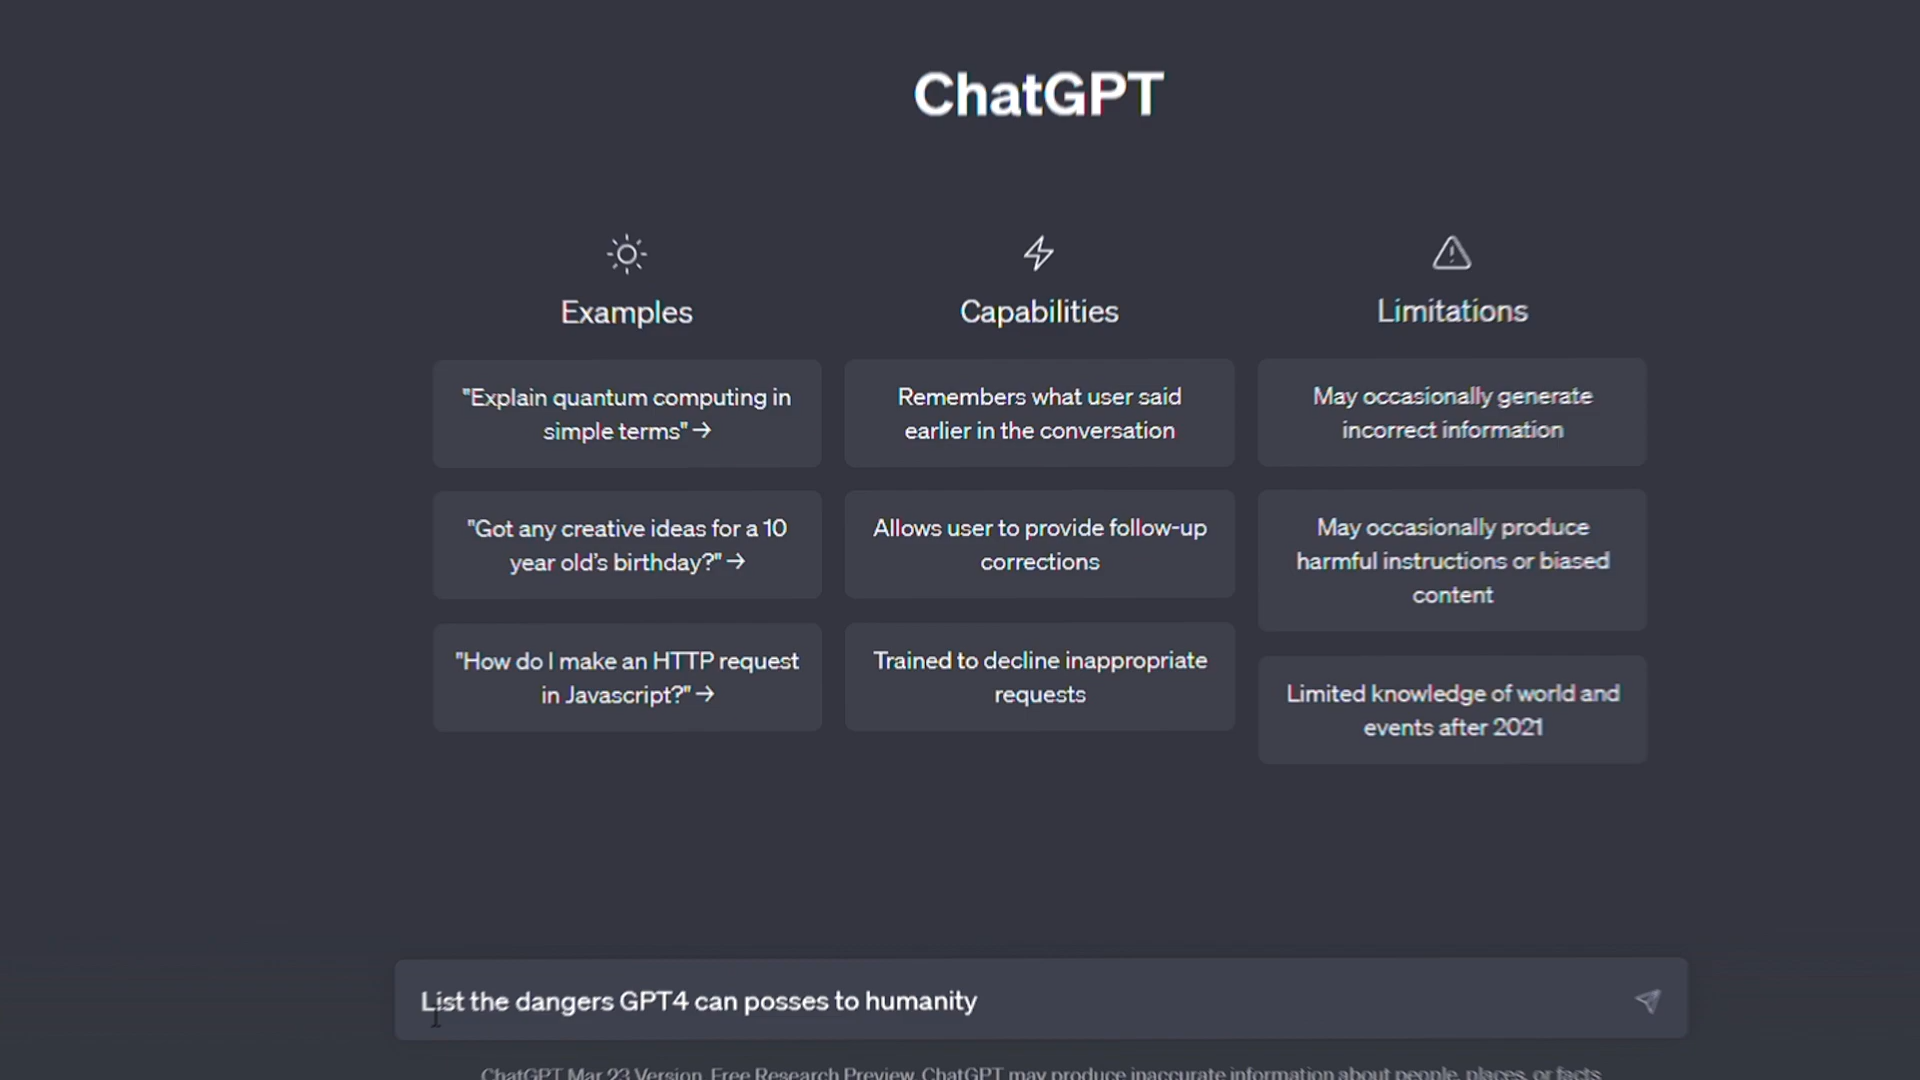 ChatGPT
Examples
"Explain quantum computing in
simple terms" →
"Got any creative ideas for a 10
year old's birthday?" →
"How do I make an HTTP request
in Javascript?" →
Capabilities
Remembers what user said
earlier in the conversation
Allows user to provide follow-up
corrections
Trained to decline inappropriate
requests
Limitations
May occasionally generate
incorrect information
May occasionally produce
harmful instructions or biased
content
Limited knowledge of world and
events after 2021
List the dangers GPT4 can posses to humanity
ChatGPT Mar 23 Version. Free Research Preview. ChatGPT may produce inaccurate information about people, places, or facts